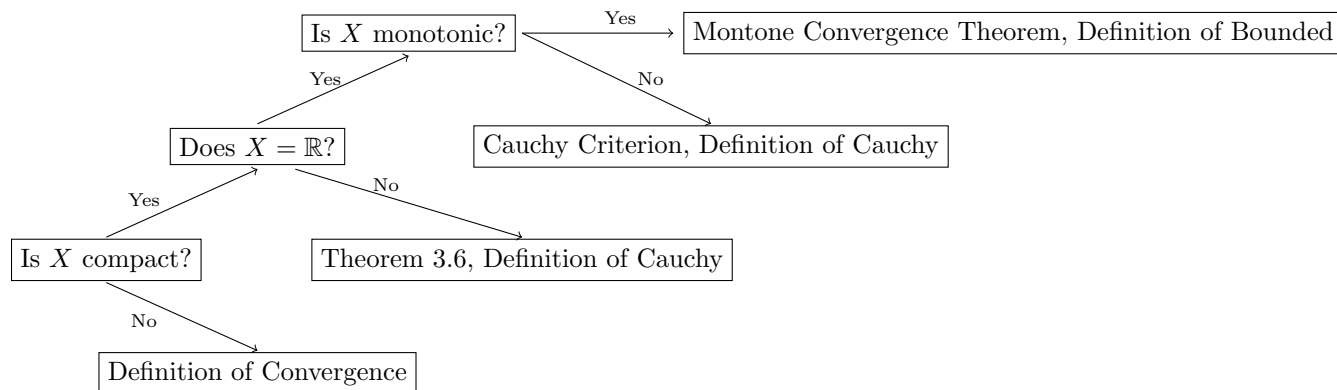 Is X monotonic?
Yes
Montone Convergence Theorem, Definition of Bounded
Yes
No
Does X = ℝ?
Cauchy Criterion, Definition of Cauchy
Yes
No
Is X compact?
Theorem 3.6, Definition of Cauchy
No
Definition of Convergence